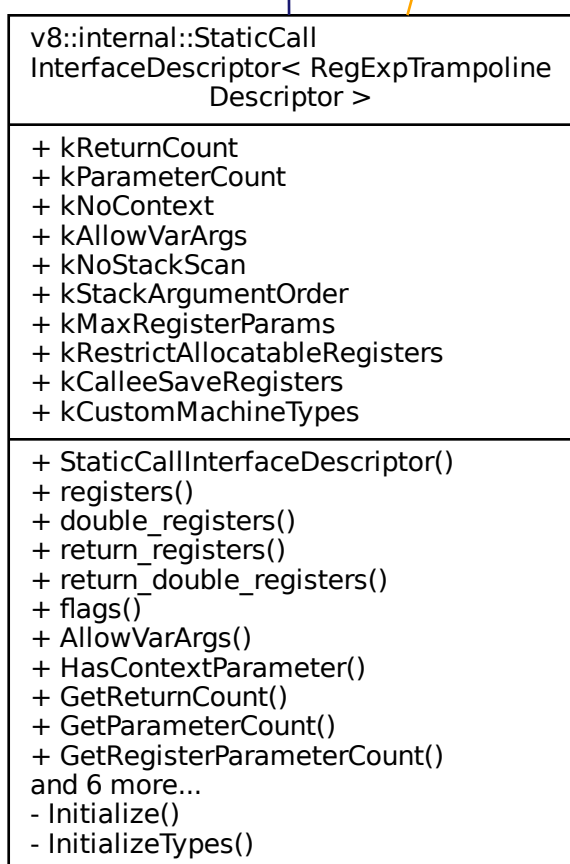 v8::internal::StaticCall
InterfaceDescriptor< RegExpTrampoline
Descriptor >
+ kReturnCount
+ kParameterCount
+ kNoContext
+ kAllowVarArgs
+ kNoStackScan
+ kStackArgumentOrder
+ kMaxRegisterParams
+ kRestrictAllocatableRegisters
+ kCalleeSaveRegisters
+ kCustomMachineTypes
+ StaticCallInterfaceDescriptor()
+ registers()
+ double_registers()
+ return_registers()
+ return_double_registers()
+ flags()
+ AllowVarArgs()
+ HasContextParameter()
+ GetReturnCount()
+ GetParameterCount()
+ GetRegisterParameterCount()
and 6 more...
- Initialize()
- InitializeTypes()